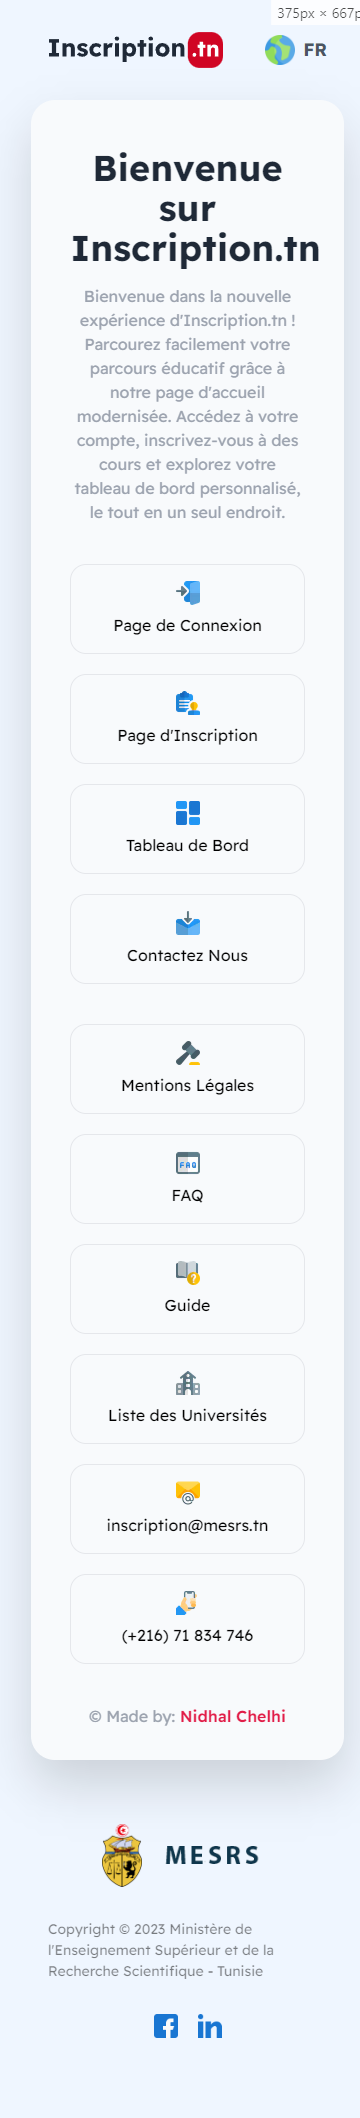 375px × 667p
Inscription.tn
FR
Bienvenue
sur
Inscription.tn
Bienvenue dans la nouvelle
expérience d'Inscription.tn !
Parcourez facilement votre
parcours éducatif grâce à
notre page d'accueil
modernisée. Accédez à votre
compte, inscrivez-vous à des
cours et explorez votre
tableau de bord personnalisé,
le tout en un seul endroit.
Page de Connexion
Page d'Inscription
Tableau de Bord
Contactez Nous
Mentions Légales
FAQ
FAQ
Guide
Liste des Universités
inscription@mesrs.tn
(+216) 71 834 746
© Made by: Nidhal Chelhi
MESRS
Copyright © 2023 Ministère de
l'Enseignement Supérieur et de la
Recherche Scientifique - Tunisie